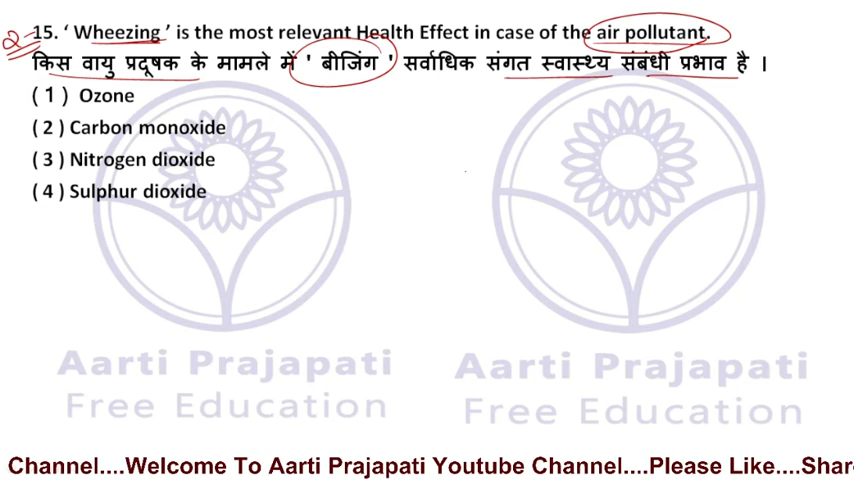 15. ‘ Wheezing ’ is the most relevant Health Effect in case of the air pollutant.
किस वायु प्रदूषक के मामले में ' बीजिंग ' सर्वाधिक संगत स्वास्थ्य संबंधी प्रभाव है ।
( 1 ) Ozone
( 2 ) Carbon monoxide
( 3 ) Nitrogen dioxide
( 4 ) Sulphur dioxide
Aarti Prajapati Aarti Prajapati
Free Education Free Education
Channel....Welcome To Aarti Prajapati Youtube Channel....Please Like....Shar